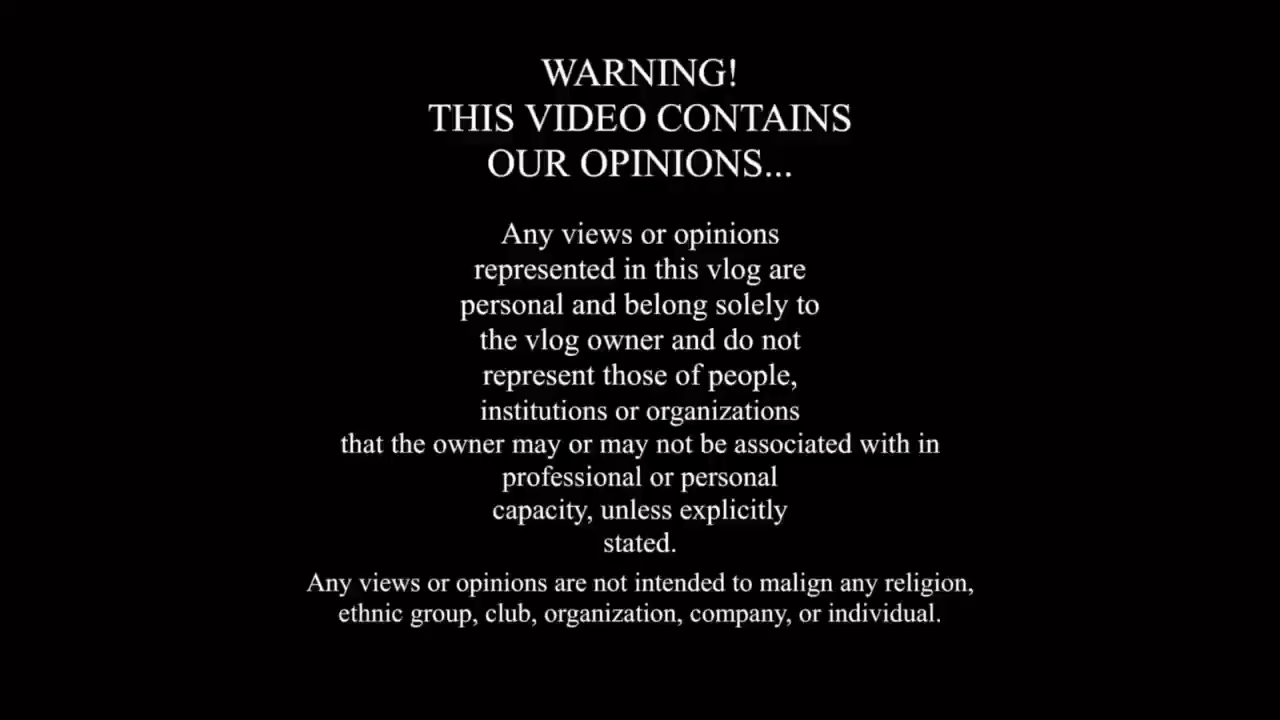 WARNING!
THIS VIDEO CONTAINS
OUR OPINIONS...
Any views or opinions
represented in this vlog are
personal and belong solely to
the vlog owner and do not
represent those of people,
institutions or organizations
that the owner may or may not be associated with in
professional or personal
capacity, unless explicitly
stated.
Any views or opinions are not intended to malign any religion,
ethnic group, club, organization, company, or individual.